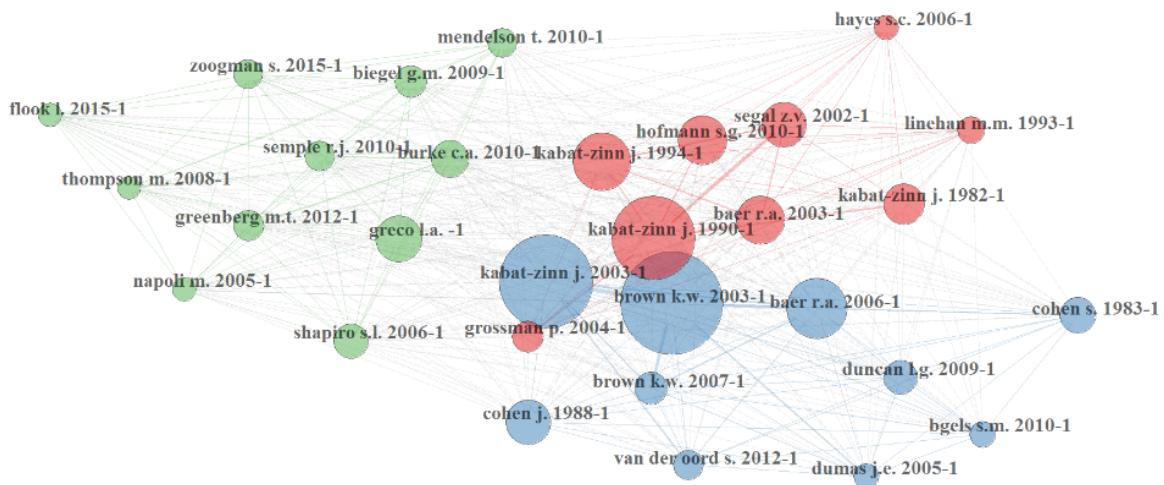 hayes s.c. 2006-1
mendelson t. 2010-1
zoogman s. 2015-1
biegel g.m. 2009-1
flook l. 2015-1
segal z.v. 2002-1
linehan m.m. 1993-1
hofmann s.g. 2010-1
semple r.j. 2010-1
burke c.a. 2010-1
kabat-zinn j. 1994-1
thompson m. 2008-1
kabat-zinn j. 1982-1
greenberg m.t. 2012-1
baer r.a. 2003-1
greco l.a. -1
kabat-zinn j. 1990-1
kabat-zinn j. 2003-1
napoli m. 2005-1
brown k.w. 2003-1
baer r.a. 2006-1
cohen s. 1983-1
shapiro s.l. 2006-1
grossman p. 2004-1
duncan l.g. 2009-1
brown k.w. 2007-1
cohen j. 1988-1
bgels s.m. 2010-1
van der oord s. 2012-1
dumas j.e. 2005-1